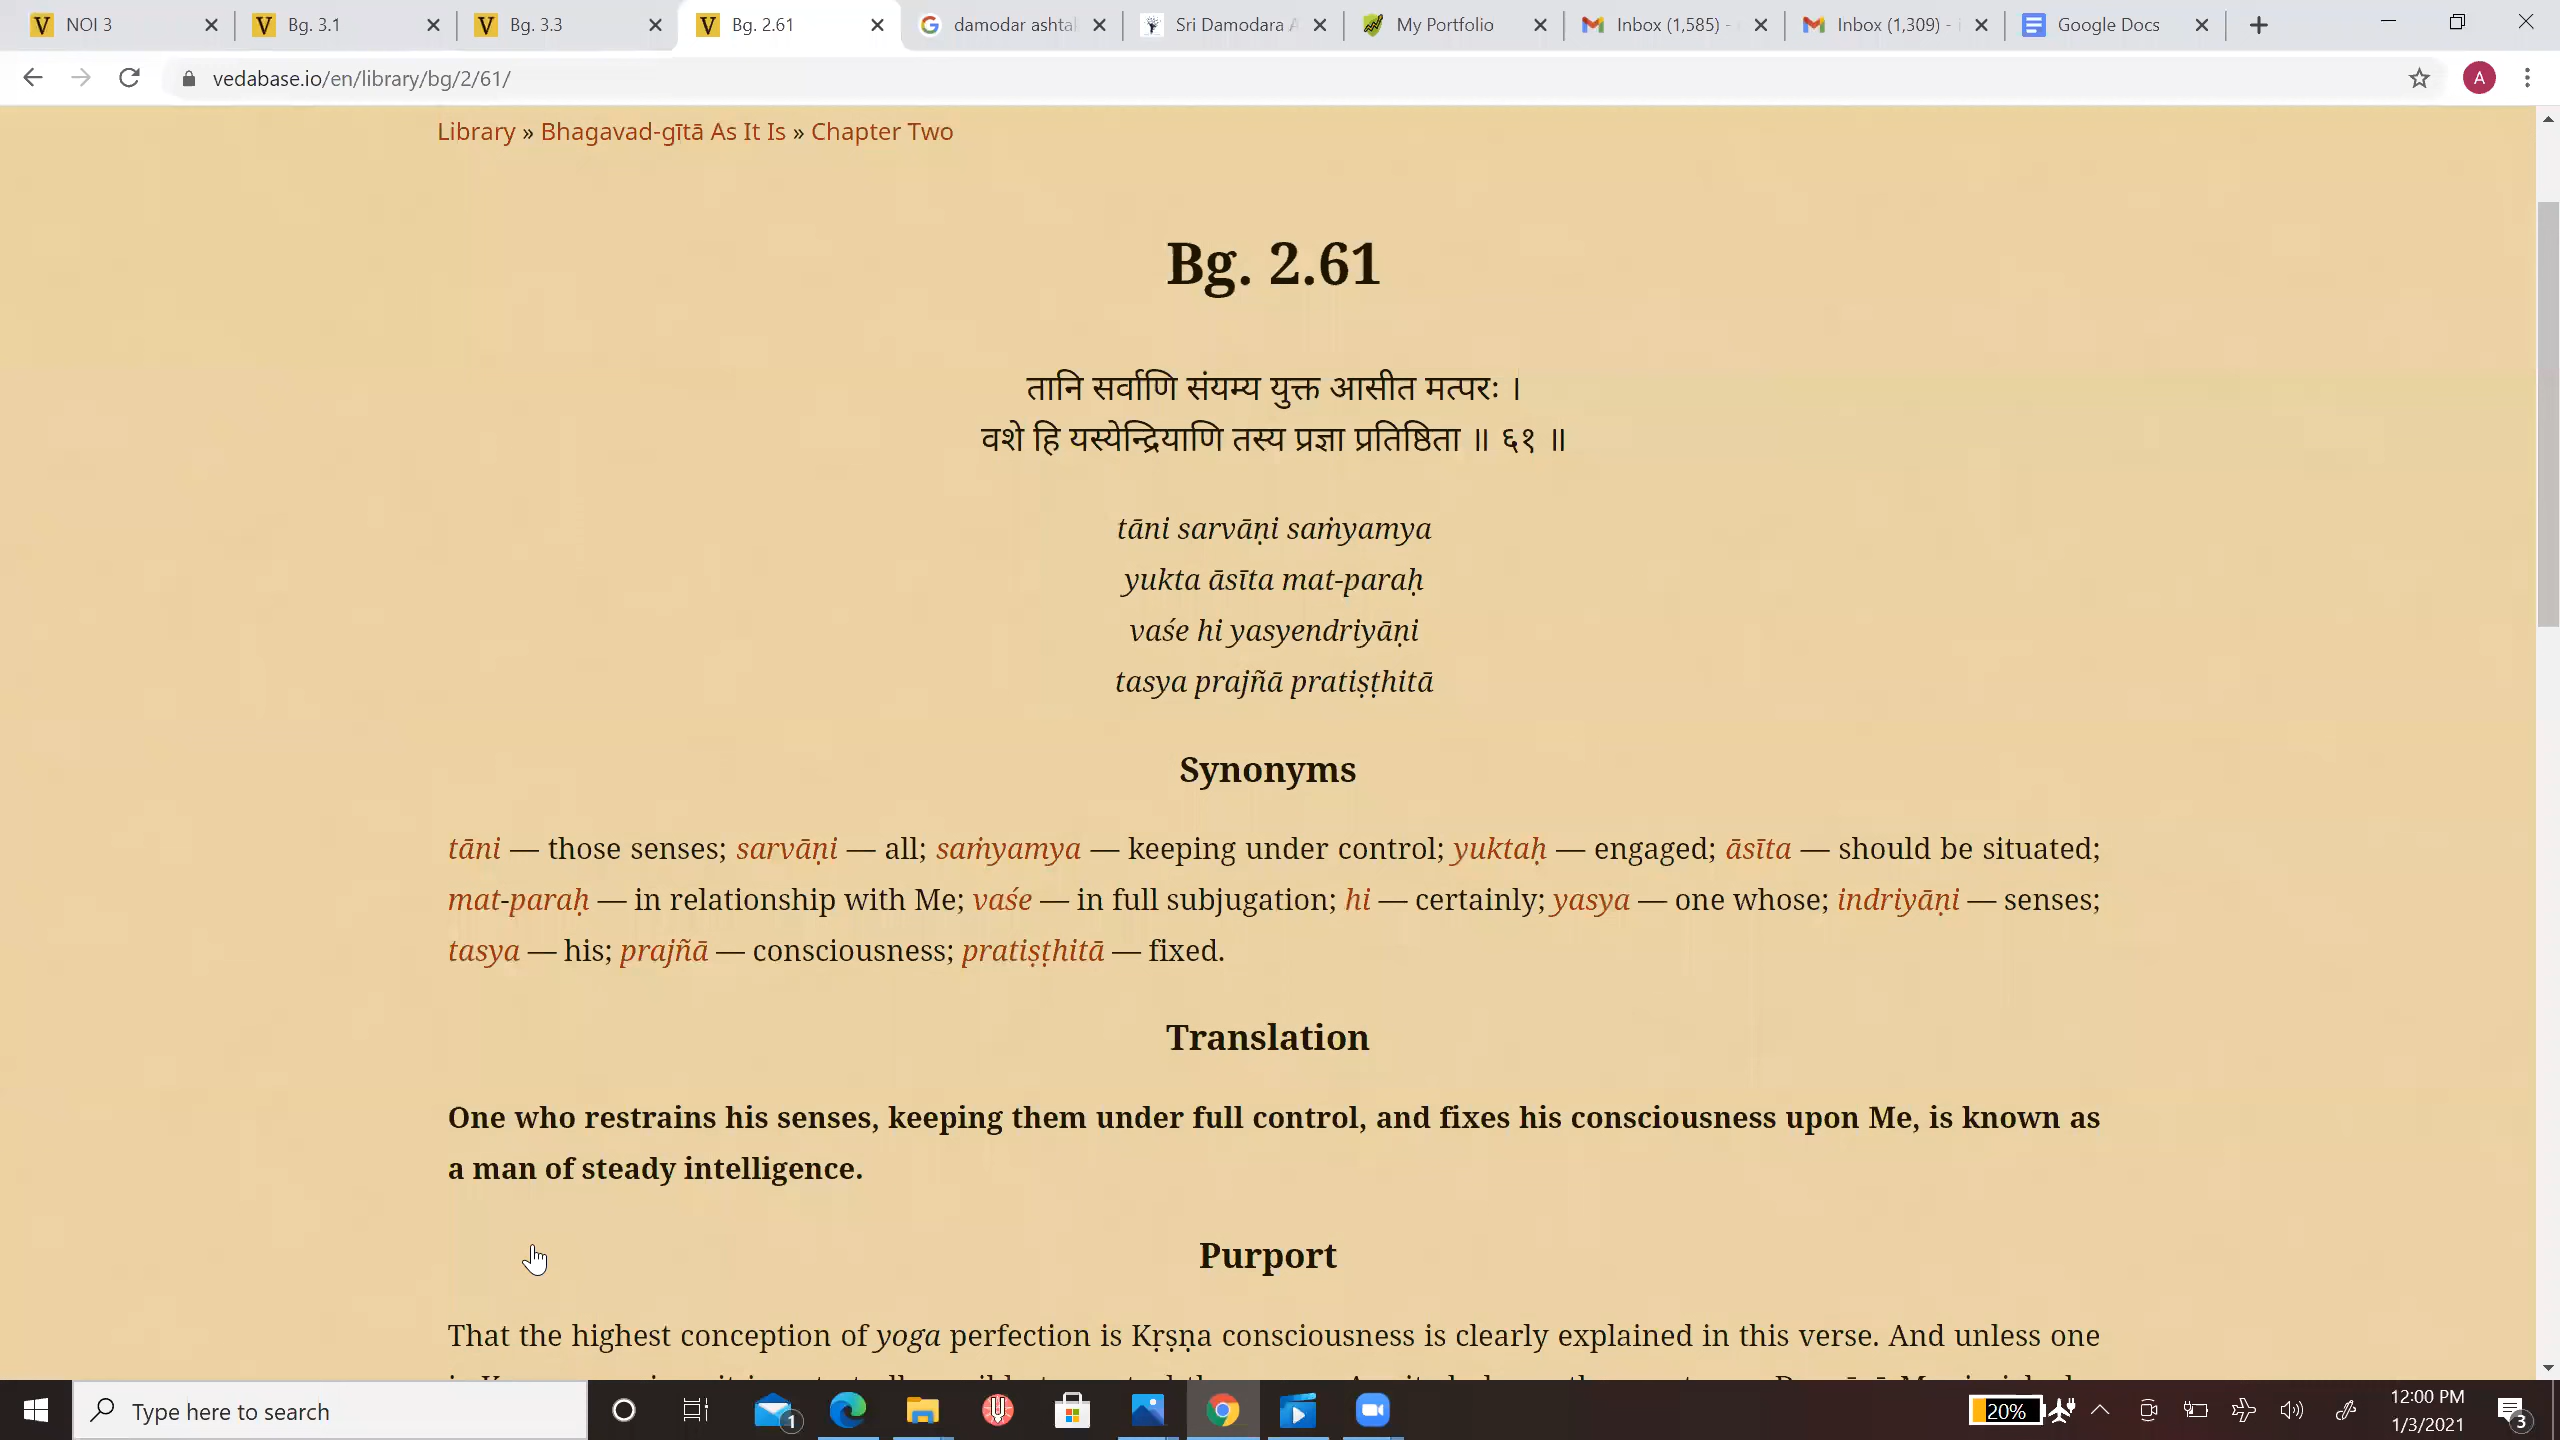 NOI 3
Bg. 3.1
Bg. 3.3
Bg. 2.61
damodar ashta
Sri Damodara A
My Portfolio
Inbox (1,585) -
Inbox (1,309) -
Google Docs
vedabase.io/en/library/bg/2/61/
A
Library » Bhagavad-gītā As It Is » Chapter Two
Bg. 2.61
तानि सर्वाणि संयम्य युक्त आसीत मत्परः ।
वशे हि यस्येन्द्रियाणि तस्य प्रज्ञा प्रतिष्ठिता ॥ ६१ ॥
tāni sarvāṇi saṁyamya
yukta āsīta mat-paraḥ
vaśe hi yasyendriyāṇi
tasya prajñā pratiṣṭhitā
Synonyms
tāni — those senses; sarvāṇi — all; saṁyamya — keeping under control; yuktaḥ — engaged; āsīta — should be situated;
mat-paraḥ — in relationship with Me; vaśe — in full subjugation; hi — certainly; yasya — one whose; indriyāṇi — senses;
tasya — his; prajñā — consciousness; pratiṣṭhitā — fixed.
Translation
One who restrains his senses, keeping them under full control, and fixes his consciousness upon Me, is known as
a man of steady intelligence.
Purport
That the highest conception of yoga perfection is Kṛṣṇa consciousness is clearly explained in this verse. And unless one
Type here to search
1
20%
12:00 PM
1/3/2021
3